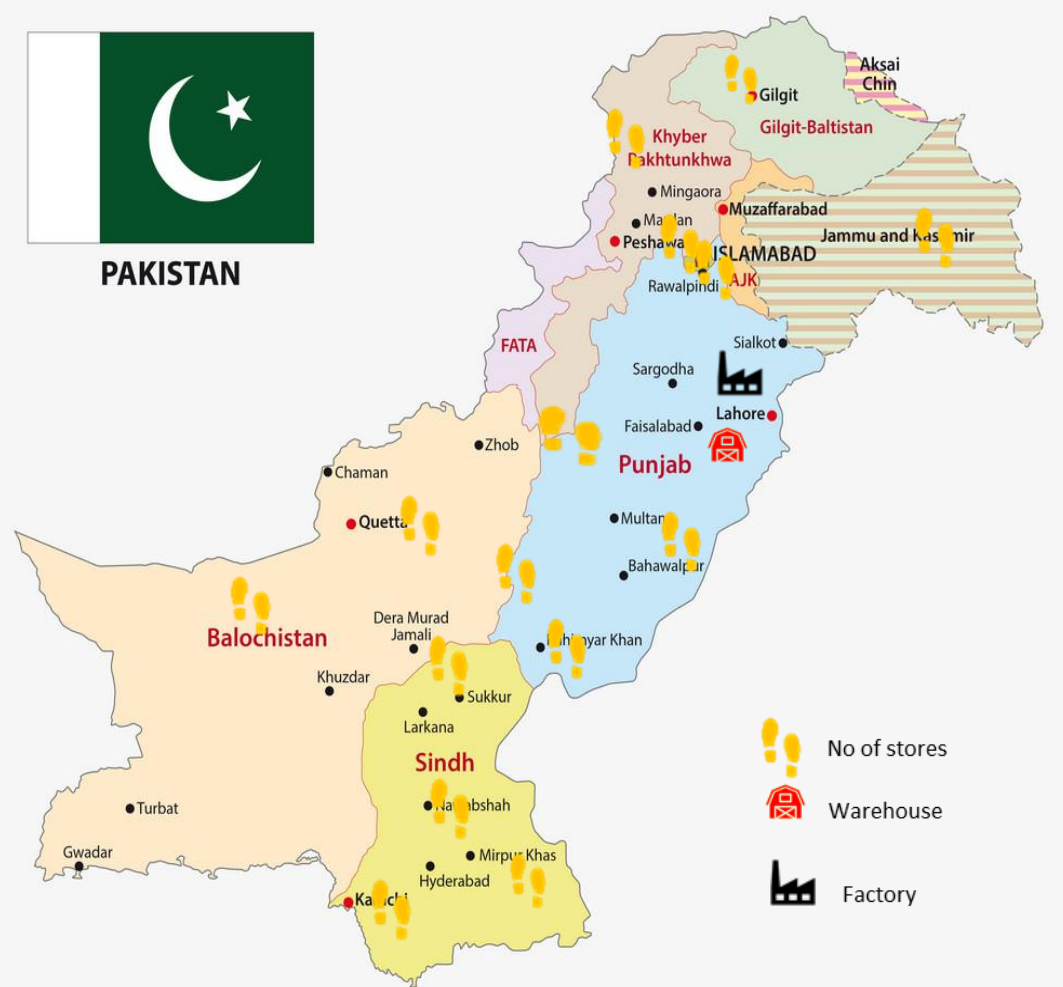 PAKISTAN
Aksai
Chin
Gilgit
Gilgit-Baltistan
Khyber
Pakhtunkhwa
Mingaora
Muzaffarabad
Mardan
Peshawar
Jammu and Kashmir
ISLAMABAD
AJK
Rawalpindi
FATA
Sialkot
Sargodha
Lahore
Faisalabad
Punjab
Zhob
Chaman
Quetta
Multan
Bahawalpur
Balochistan
Dera Murad
Jamali
Khan
Khuzdar
Sukkur
Larkana
Sindh
Turbat
Nawabshah
Gwadar
Mirpur Khas
Hyderabad
Karachi
No of stores
Warehouse
Factory